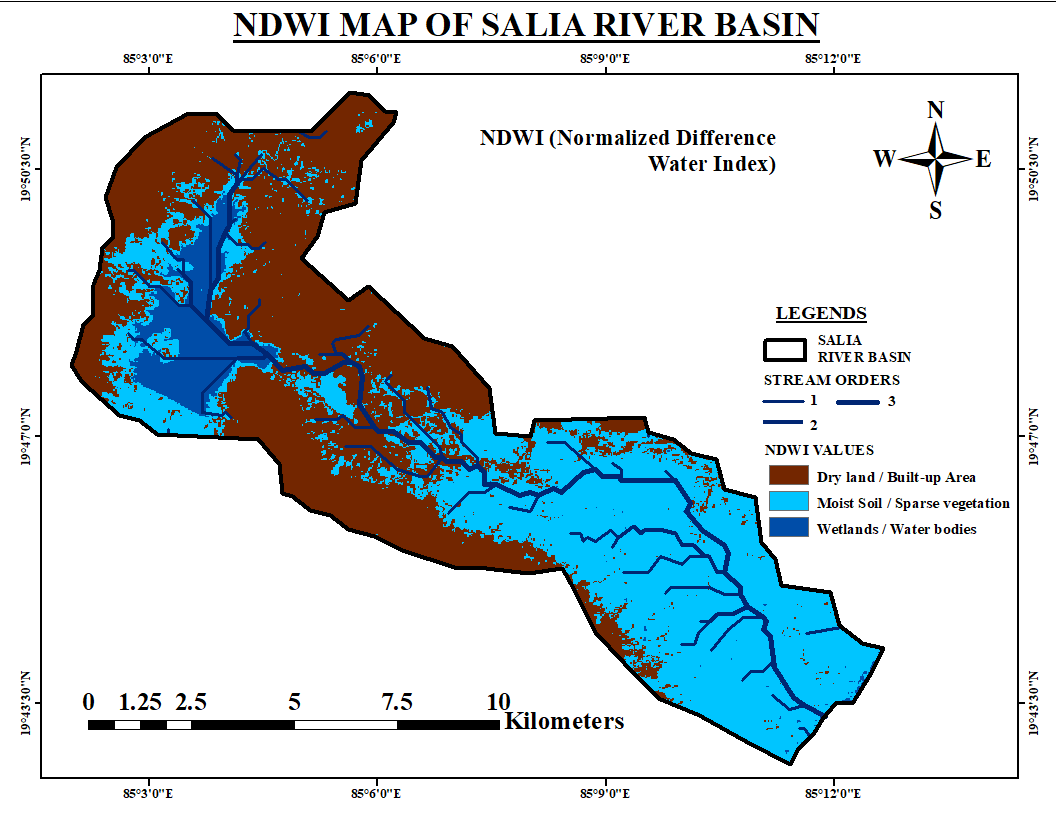 NDWI MAP OF SALIA RIVER BASIN
85°3'0"E 85°6'0"E 85°9'0"E 85°12'0"E
NDWI (Normalized Difference
Water Index)
N
W E
S
19°50'30"N 19°50'30"N
19°47'0"N 19°47'0"N
19°43'30"N 19°43'30"N
LEGENDS
SALIA
RIVER BASIN
STREAM ORDERS
1 3
2
NDWI VALUES
Dry land / Built-up Area
Moist Soil / Sparse vegetation
Wetlands / Water bodies
0 1.25 2.5 5 7.5 10
Kilometers
85°3'0"E 85°6'0"E 85°9'0"E 85°12'0"E